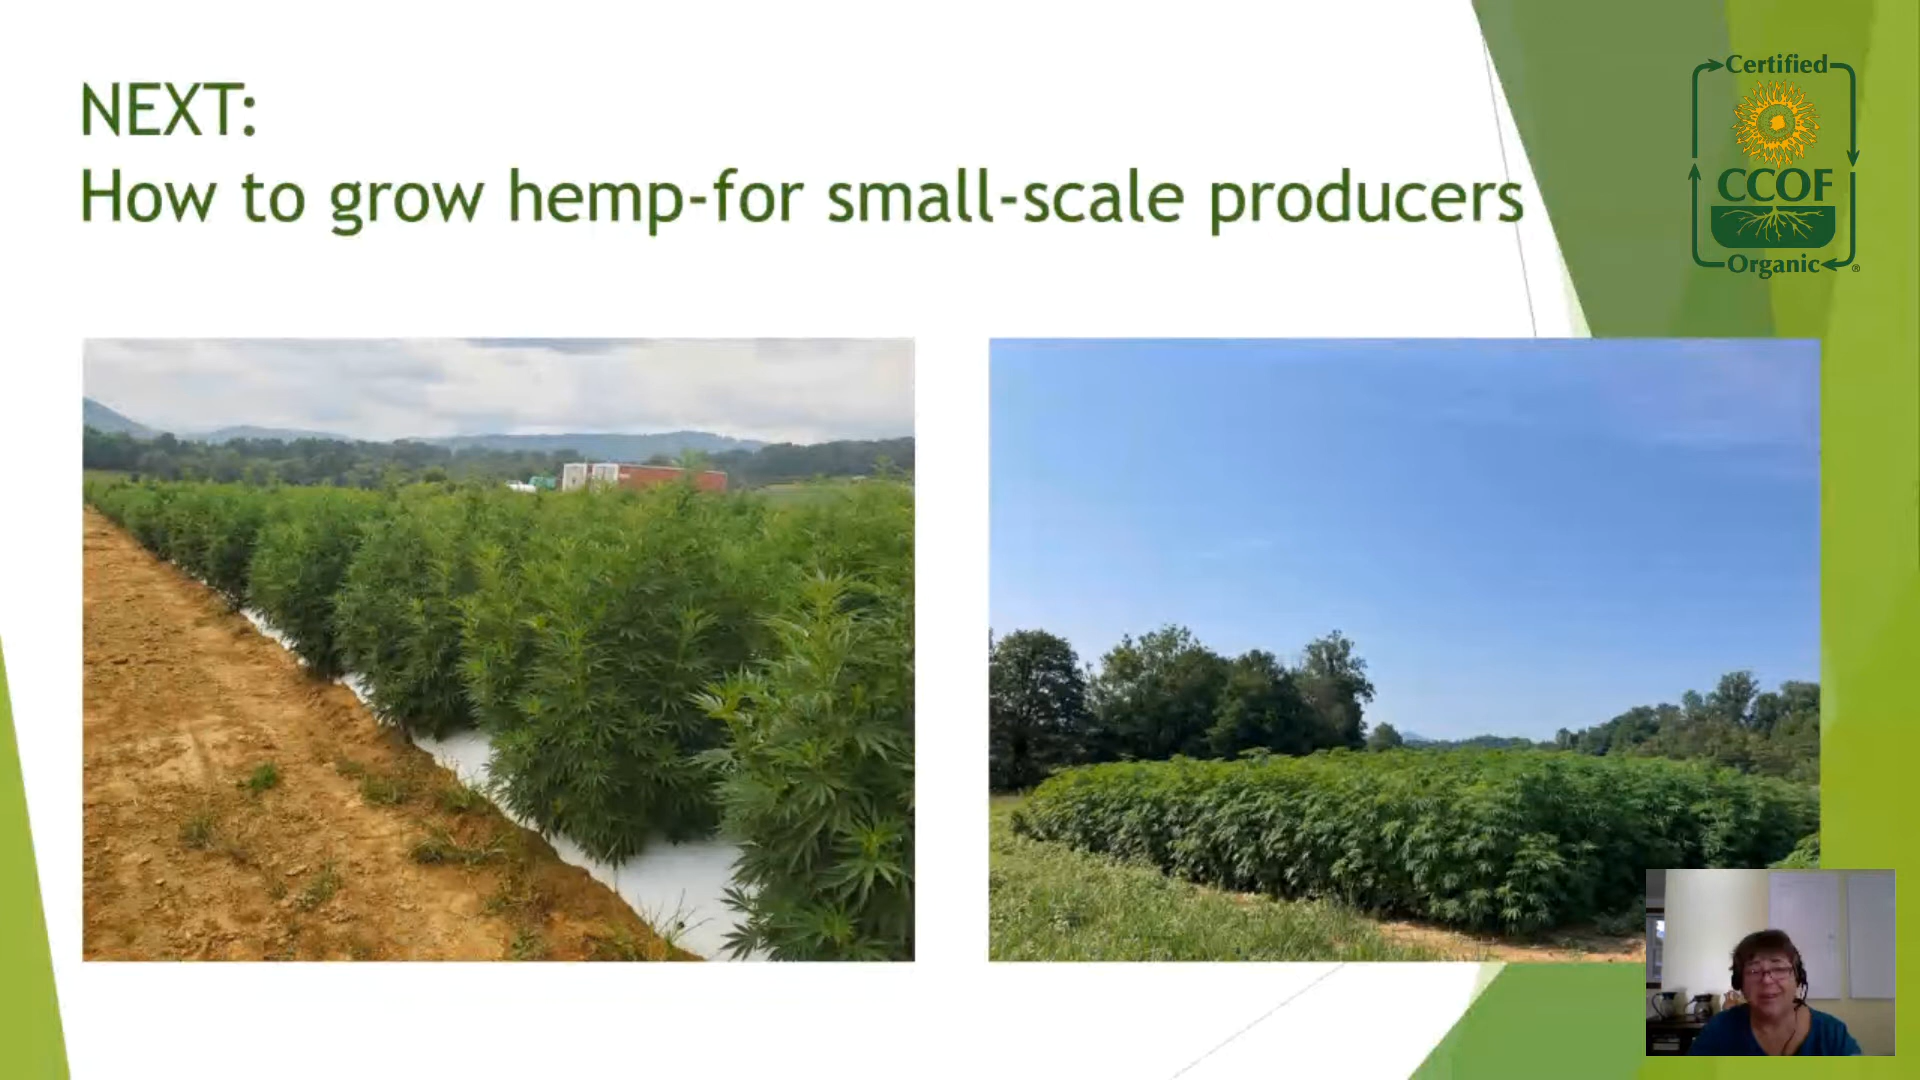 NEXT:
How to grow hemp-for small-scale producers
Certified
CCOF
Organic
®